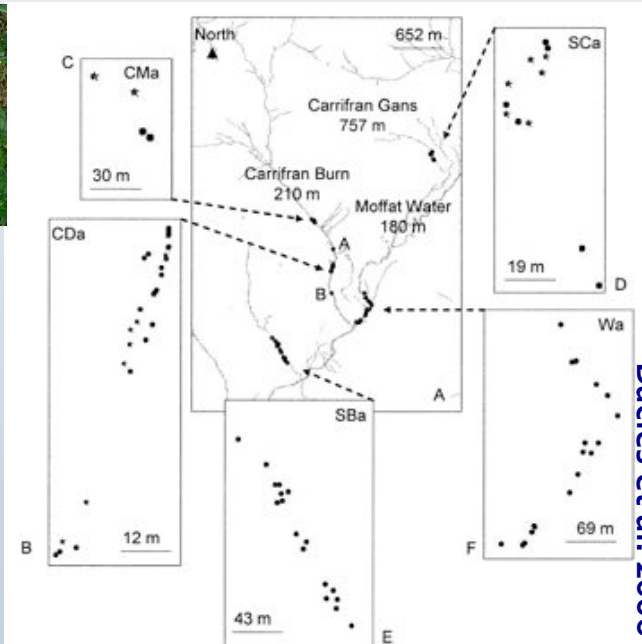 North
652 m
Carrifran Gans
757 m
Carrifran Burn
210 m
Moffat Water
180 m
A
B
A
C
CMa
30 m
SCa
19 m
D
CDa
12 m
B
SBa
43 m
E
Wa
69 m
F